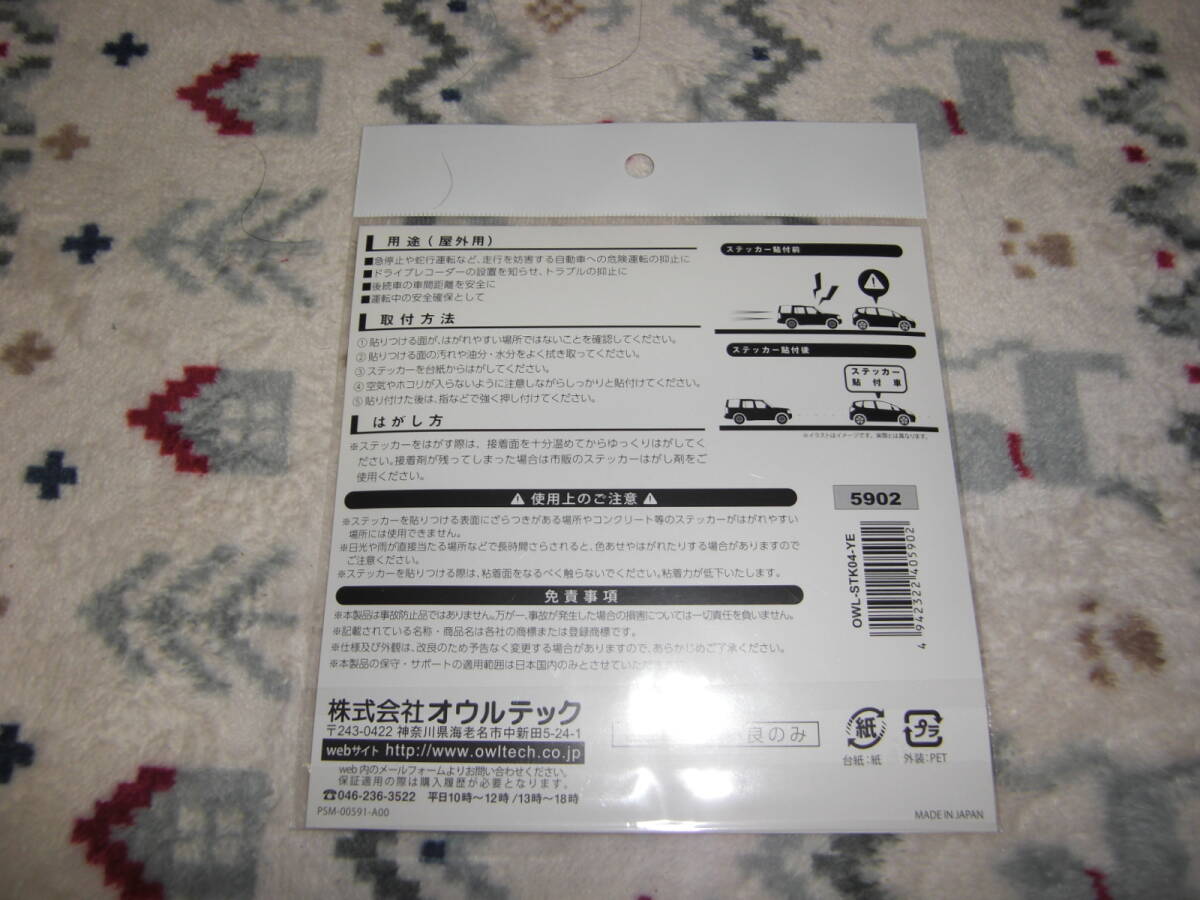 用途(屋外用)
■急停止や蛇行運転など、走行を妨害する自動車への危険運転の抑止に
■ドライブレコーダーの設置を知らせ、トラブルの抑止に
■後続車の車間距離を安全に
■運転中の安全確保として
取付方法
①貼りつける面が、はがれやすい場所ではないことを確認してください。
②貼りつける面の汚れや油分・水分をよく拭き取ってください。
③ステッカーを台紙からはがしてください。
④空気やホコリが入らないように注意しながらしっかりと貼付けてください。
⑤貼り付けた後は、指などで強く押し付けてください。
はがし方
※ステッカーをはがす際は、接着面を十分温めてからゆっくりはがしてく
ださい。接着剤が残ってしまった場合は市販のステッカーはがし剤をご
使用ください。
ステッカー貼付前
ステッカー貼付後
ステッカー
貼付車
※イラストはイメージです。実際とは異なります。
⚠使用上のご注意⚠
※ステッカーを貼りつける表面にざらつきがある場所やコンクリート等のステッカーがはがれやすい
場所には使用できません。
※日光や雨が直接当たる場所などで長時間さらされると、色あせやはがれたりする場合がありますので
ご注意ください。
※ステッカーを貼りつける際は、粘着面をなるべく触らないでください。粘着力が低下いたします。
免責事項
※本製品は事故防止品ではありません。万が一、事故が発生した場合の損害については一切責任を負いません。
※記載されている名称・商品名は各社の商標または登録商標です。
※仕様及び外観は、改良のため予告なく変更する場合がありますので、あらかじめご了承ください。
※本製品の保守・サポートの適用範囲は日本国内のみとさせていただ
5902
OWL-STK04-YE
4 942322 405902
株式会社オウルテック
〒243-0422 神奈川県海老名市中新田5-24-1
webサイト http://www.owltech.co.jp
web内のメールフォームよりお問い合わせください。
保証適用の際は購入履歴が必要となります。
☎046-236-3522 平日10時〜12時/13時〜18時
PSM-00591-A00
良のみ
紙
台紙:紙
プラ
外装:PET
MADE IN JAPAN